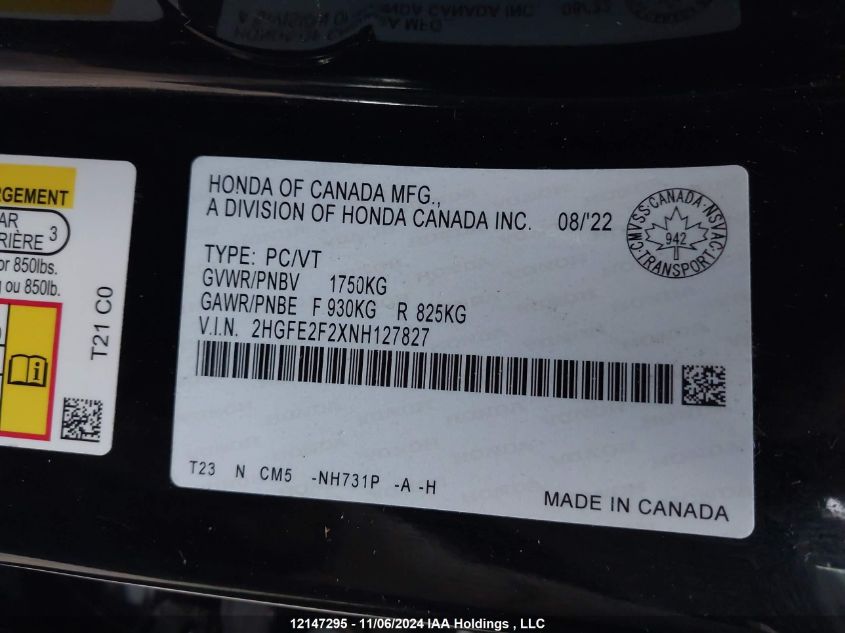 HONDA OF CANADA MFG.,
A DIVISION OF HONDA CANADA INC. 08/'22
CMVSS·CANADA·NSVAC
942
·TRANSPORT·
TYPE: PC/VT
GVWR/PNBV 1750KG
GAWR/PNBE F 930KG R 825KG
V.I.N. 2HGFE2F2XNH127827
T23 N CM5 -NH731P -A -H
MADE IN CANADA
RGEMENT
AR
RIÈRE 3
or 850lbs.
g ou 850lb.
T21 C0
12147295 - 11/06/2024 IAA Holdings , LLC